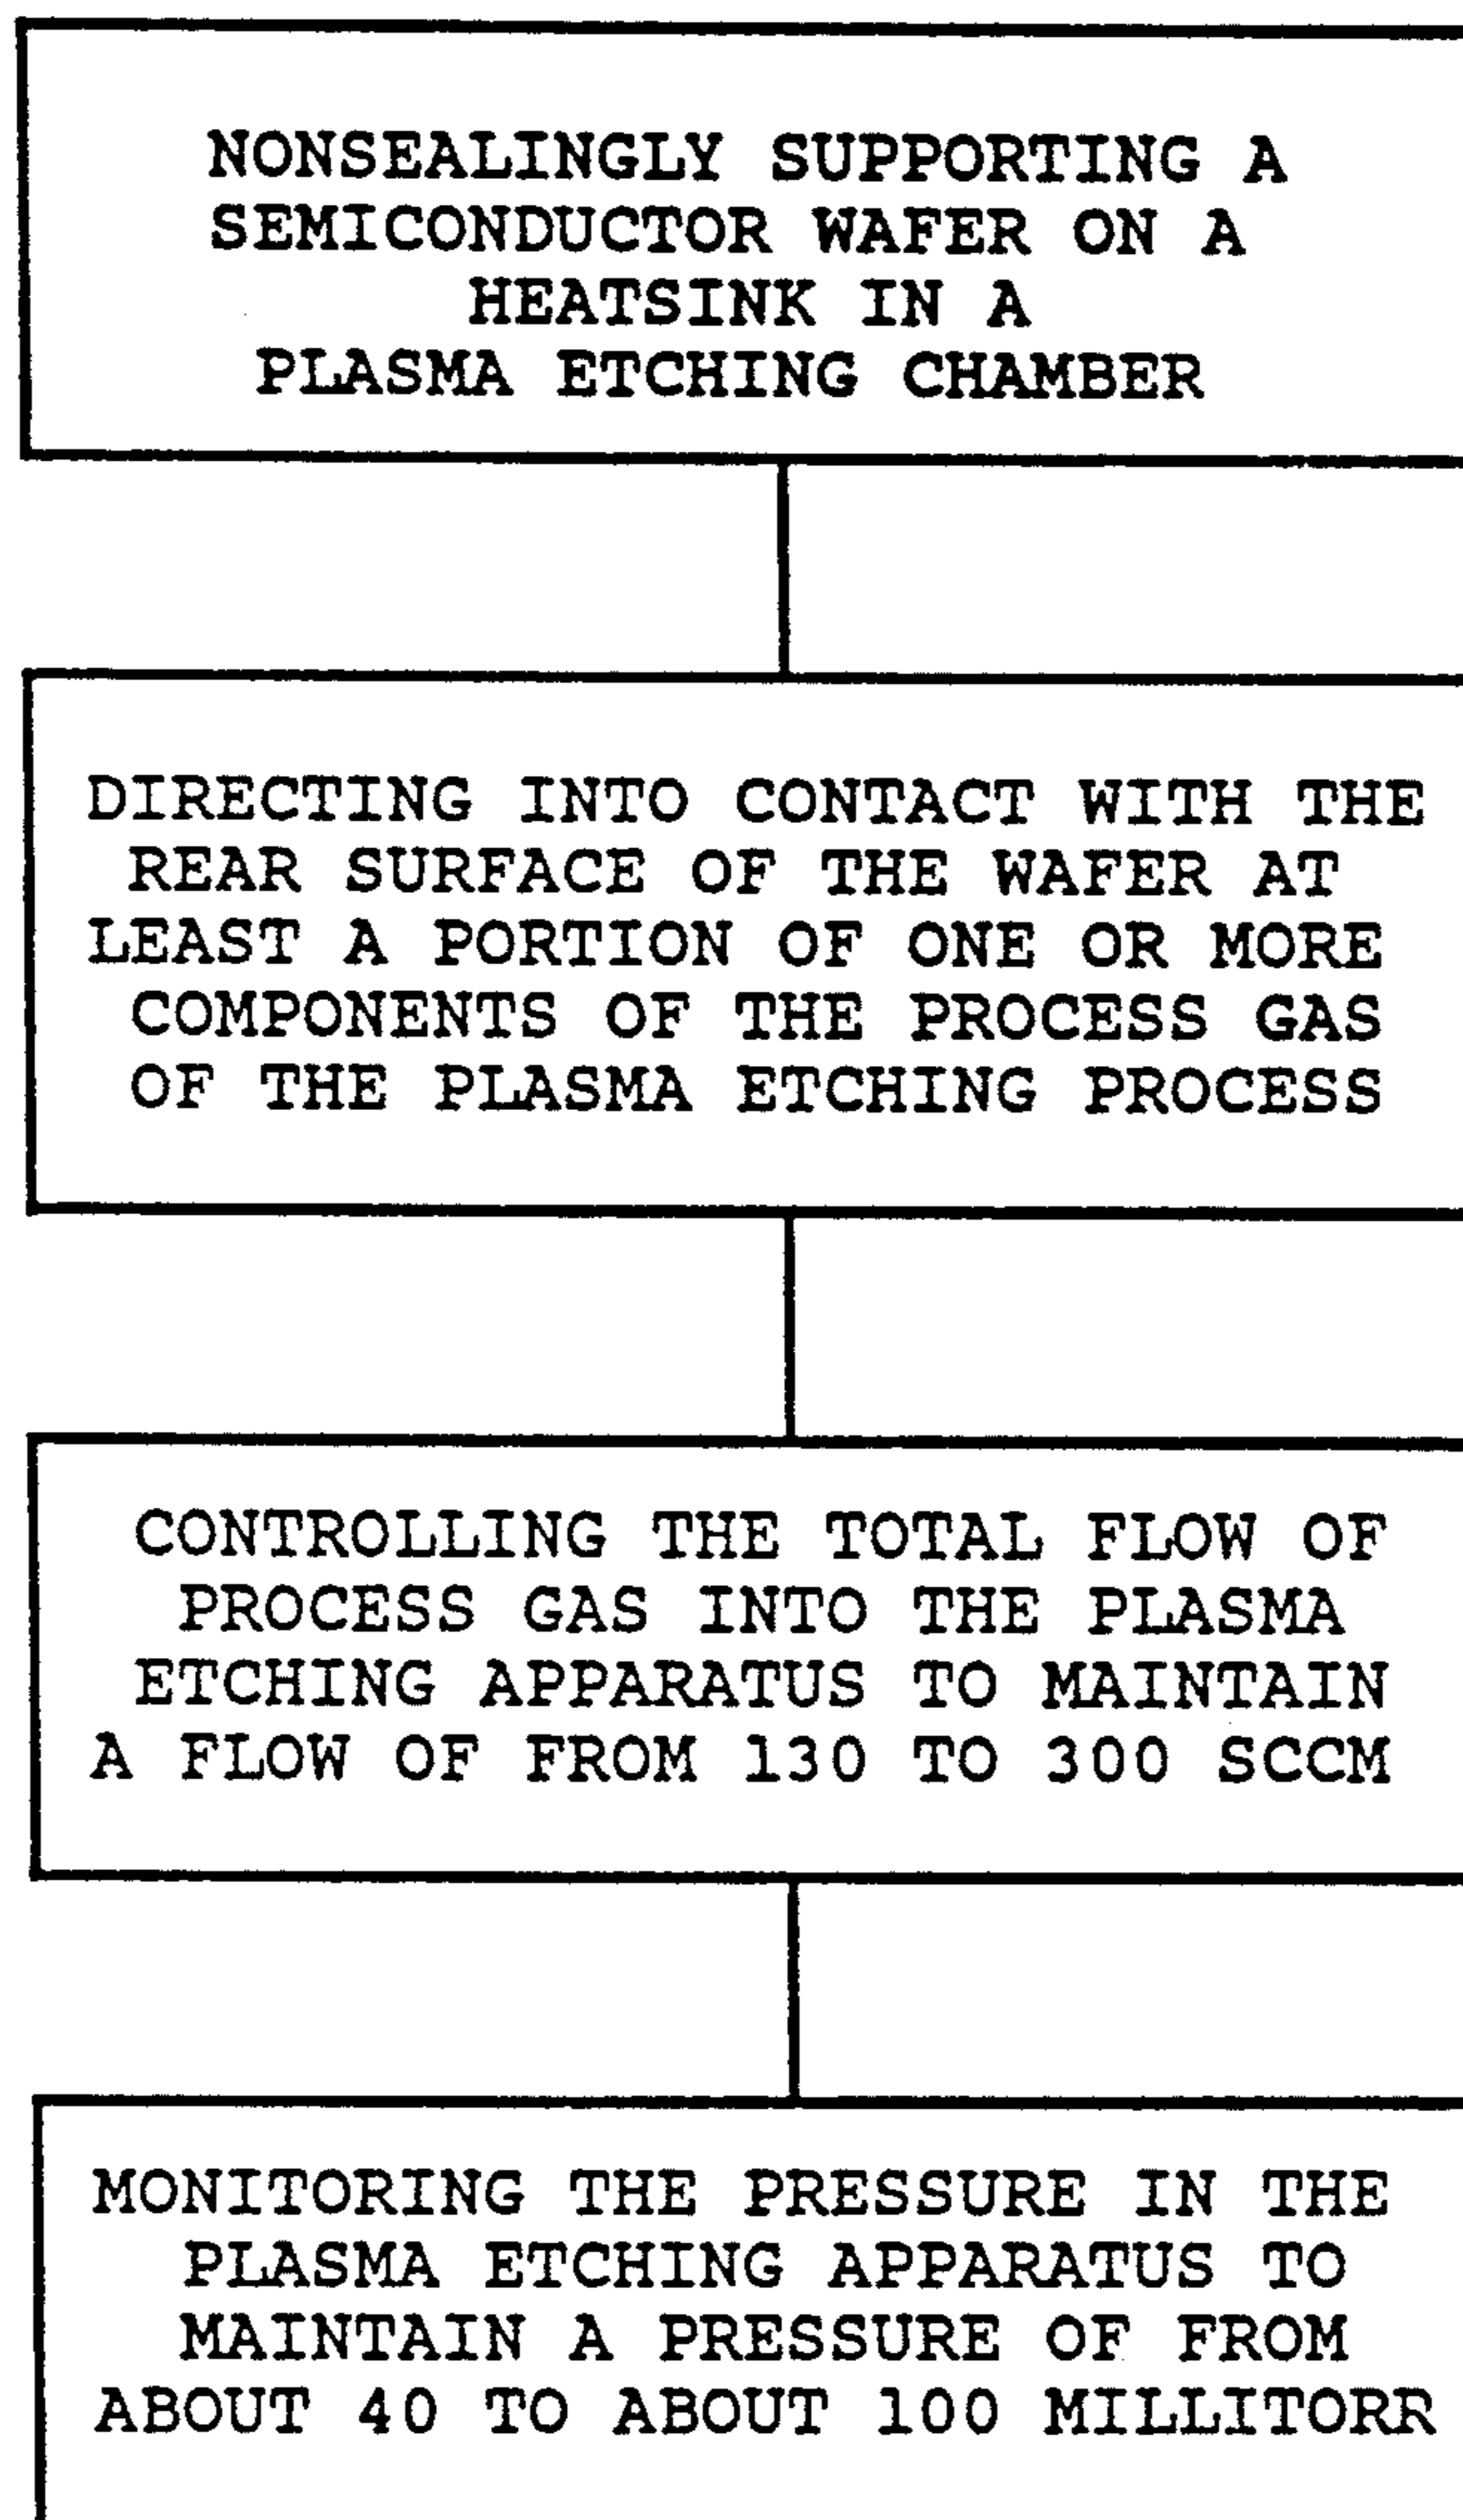 NONSEALINGLY SUPPORTING A
SEMICONDUCTOR WAFER ON A
HEATSINK IN A
PLASMA ETCHING CHAMBER
DIRECTING INTO CONTACT WITH THE
REAR SURFACE OF THE WAFER AT
LEAST A PORTION OF ONE OR MORE
COMPONENTS OF THE PROCESS GAS
OF THE PLASMA ETCHING PROCESS
CONTROLLING THE TOTAL FLOW OF
PROCESS GAS INTO THE PLASMA
ETCHING APPARATUS TO MAINTAIN
A FLOW OF FROM 130 TO 300 SCCM
MONITORING THE PRESSURE IN THE
PLASMA ETCHING APPARATUS TO
MAINTAIN A PRESSURE OF FROM
ABOUT 40 TO ABOUT 100 MILLITORR